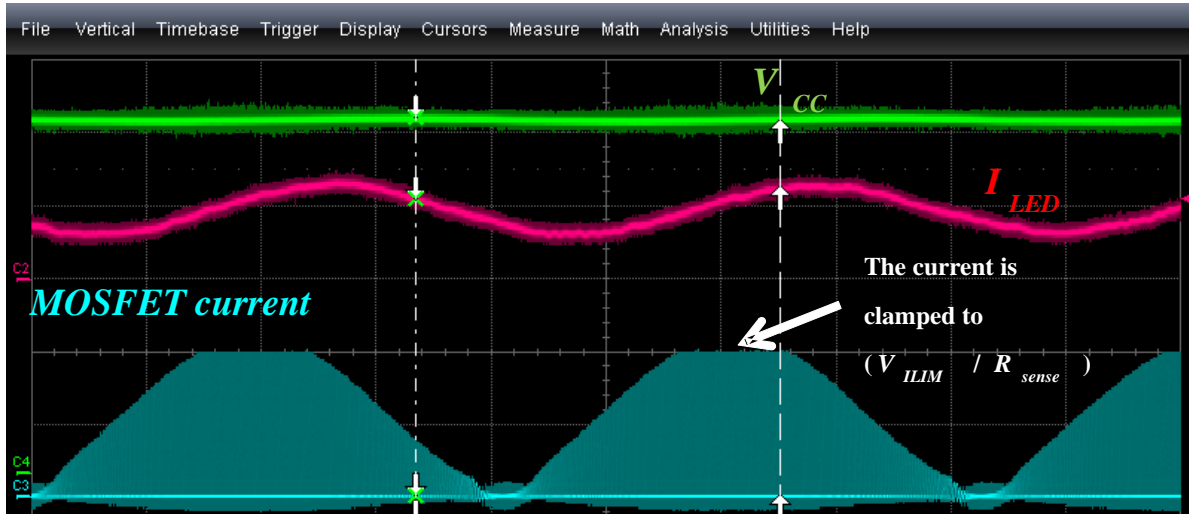 File Vertical Timebase Trigger Display Cursors Measure Math Analysis Utilities Help
V CC
I LED
C2
MOSFET current
The current is
clamped to
( V ILIM / R sense )
C4
C3